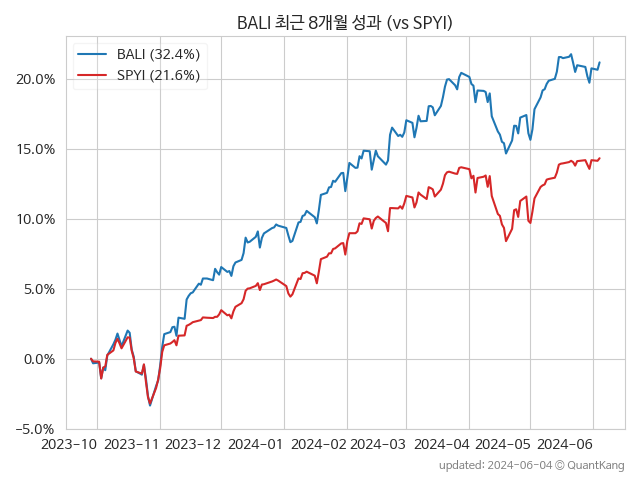 BALI 최근 8개월 성과 (vs SPYI)
BALI (32.4%)
SPYI (21.6%)
20.0%
15.0%
10.0%
5.0%
0.0%
−5.0%
2023-10 2023-11 2023-12 2024-01 2024-02 2024-03 2024-04 2024-05 2024-06
updated: 2024-06-04 © QuantKang